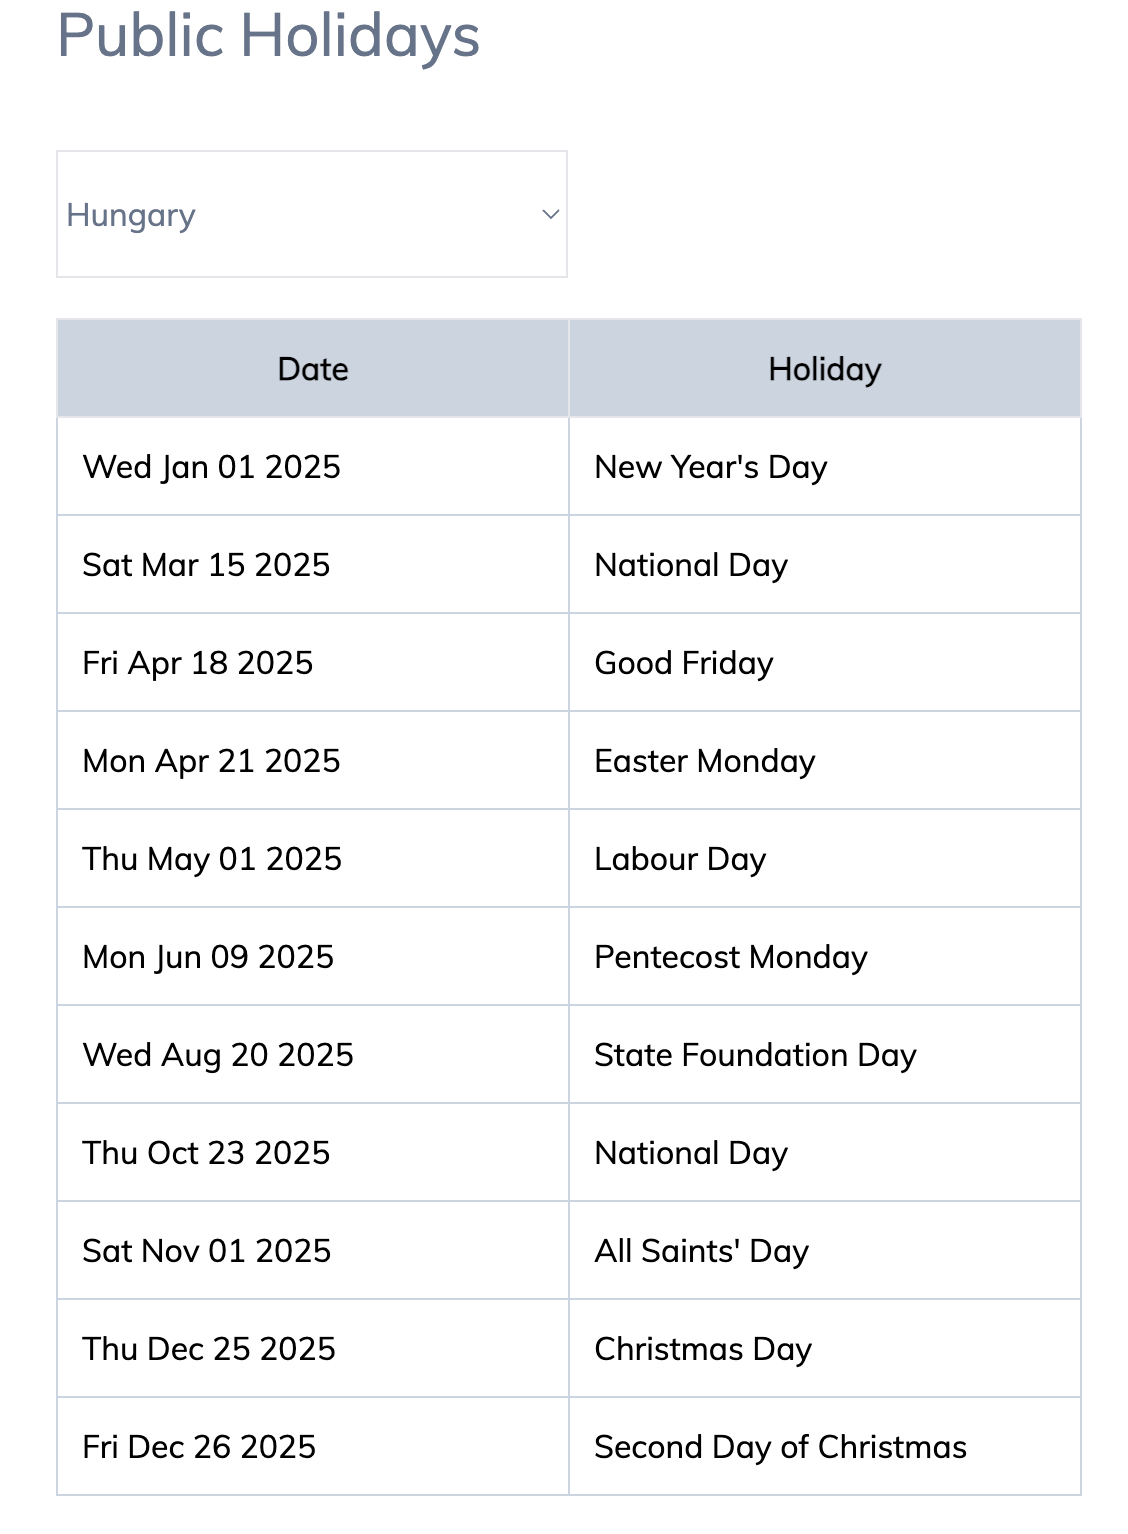 Public Holidays
Hungary
Date Holiday
Wed Jan 01 2025 New Year's Day
Sat Mar 15 2025 National Day
Fri Apr 18 2025 Good Friday
Mon Apr 21 2025 Easter Monday
Thu May 01 2025 Labour Day
Mon Jun 09 2025 Pentecost Monday
Wed Aug 20 2025 State Foundation Day
Thu Oct 23 2025 National Day
Sat Nov 01 2025 All Saints' Day
Thu Dec 25 2025 Christmas Day
Fri Dec 26 2025 Second Day of Christmas